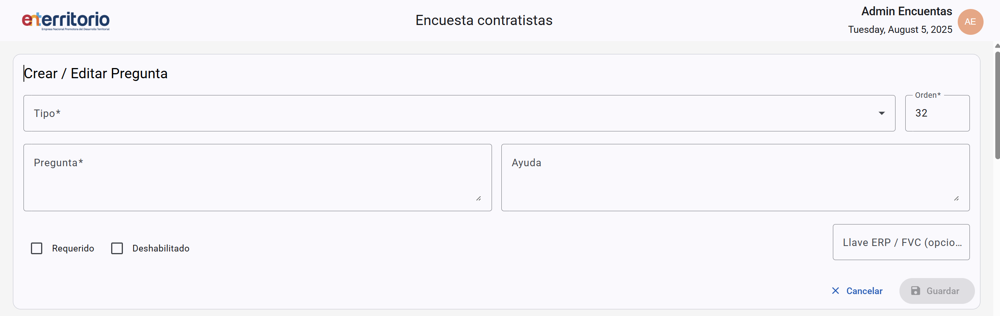 enterritorio
Empresa Nacional Promotora del Desarrollo Territorial
Encuesta contratistas
Admin Encuentas
Tuesday, August 5, 2025
AE
Crear / Editar Pregunta
Tipo*
Orden*
32
Pregunta*
Ayuda
Requerido
Deshabilitado
Llave ERP / FVC (opcio...
Cancelar
Guardar